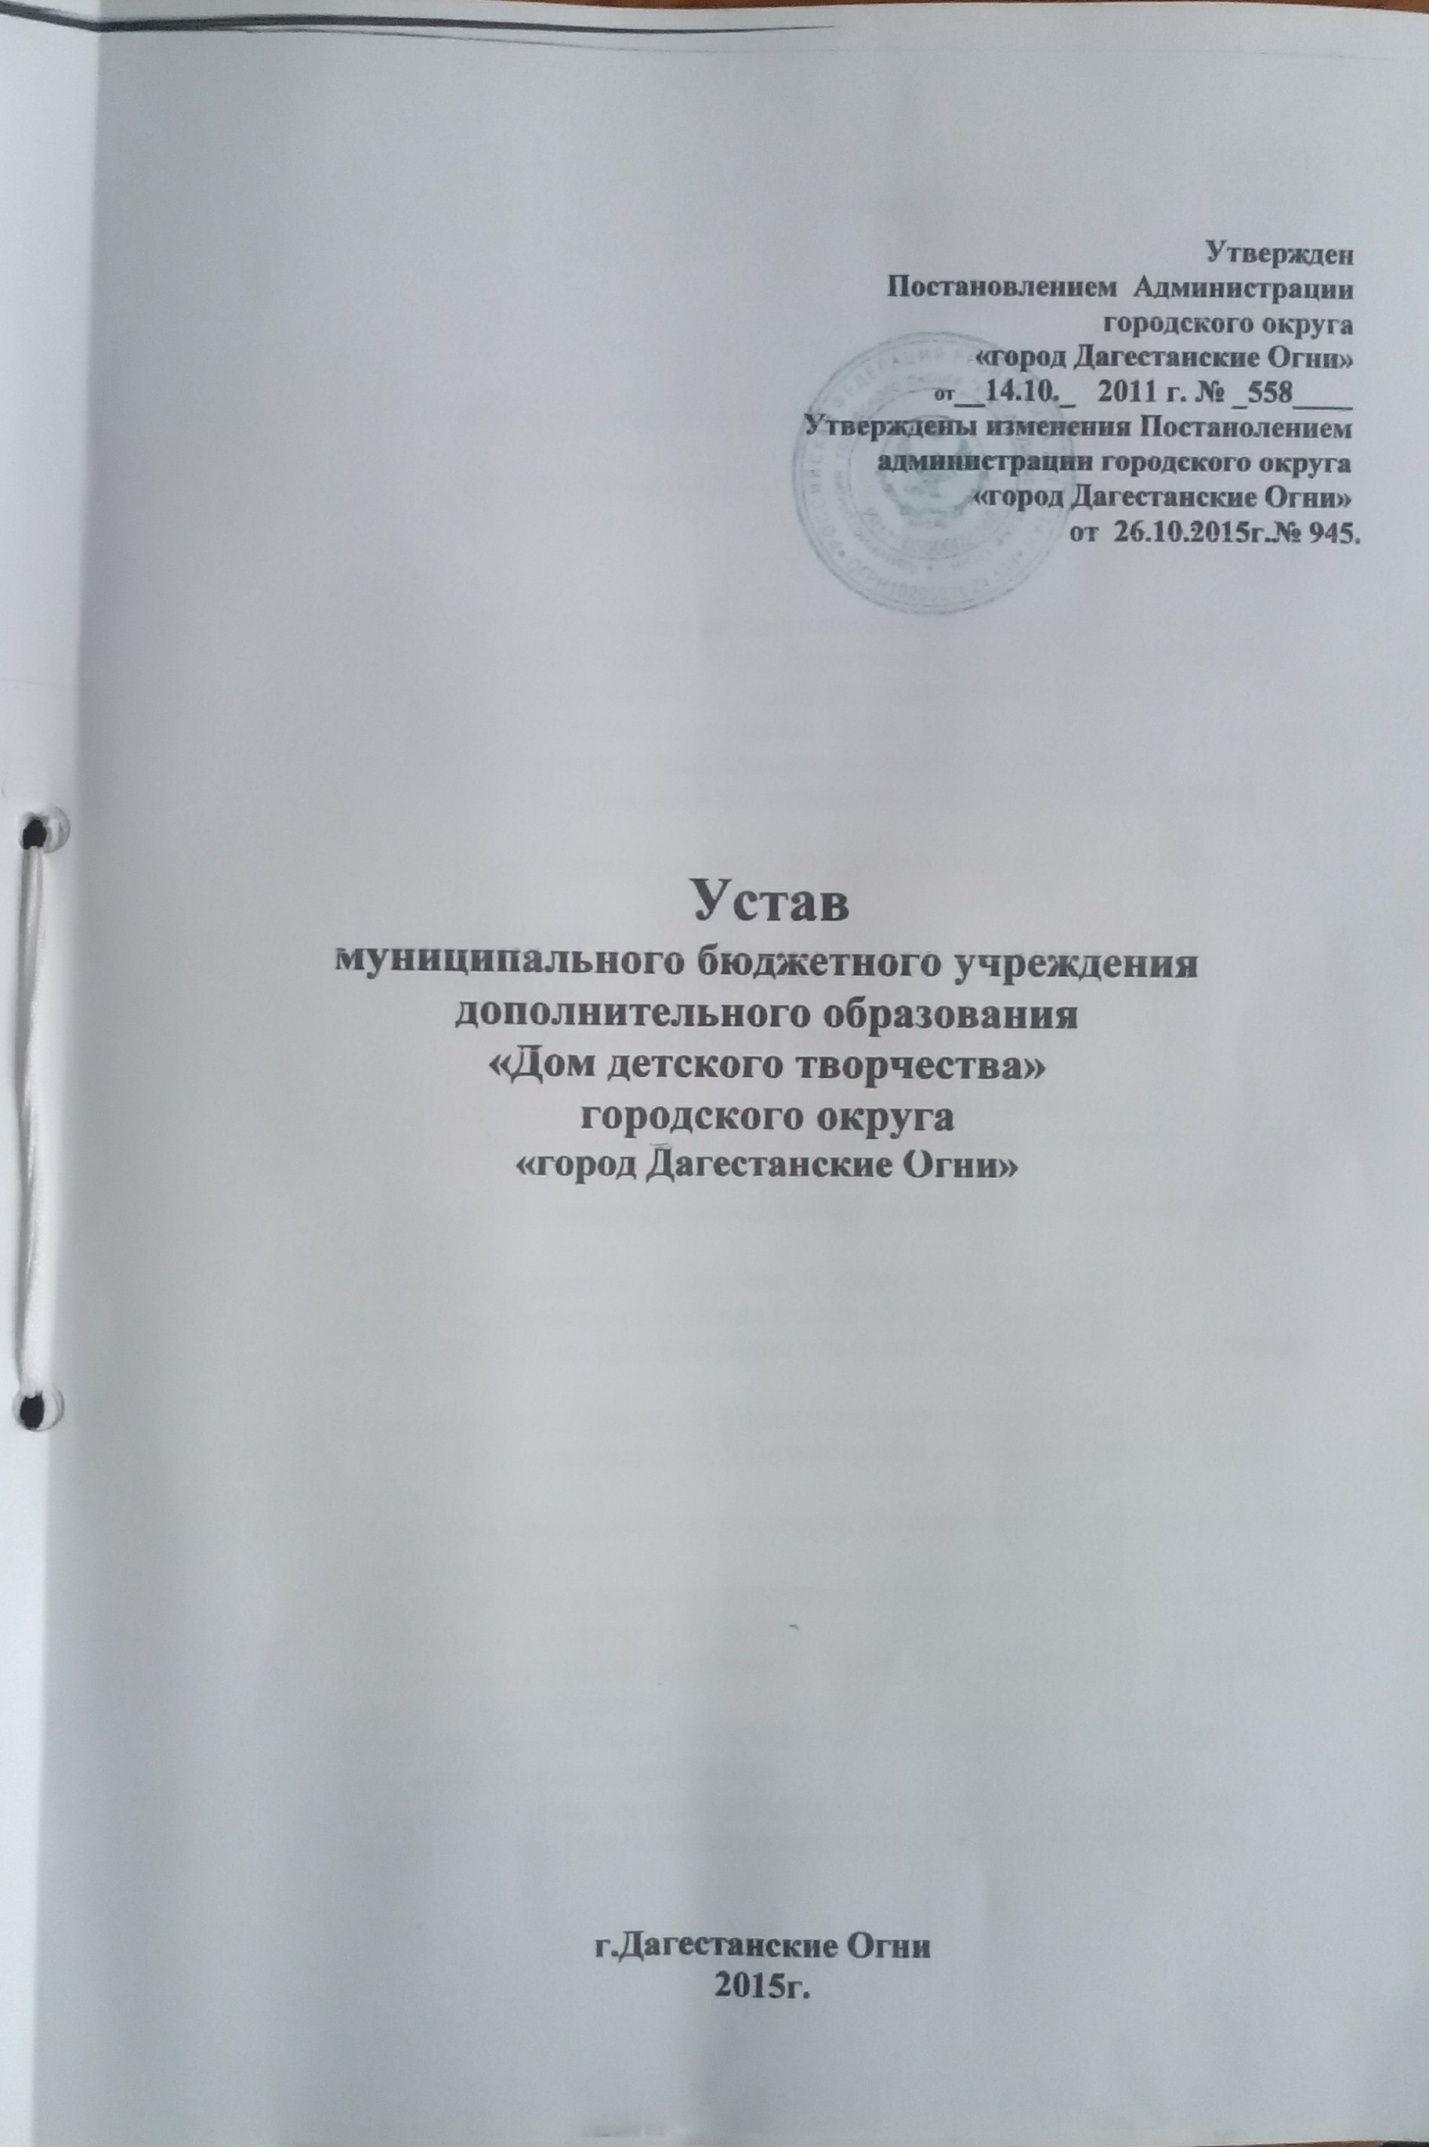 Утвержден
Постановлением Администрации
городского округа
«город Дагестанские Огни»
от__14.10._ 2011 г. № _558____
Утверждены изменения Постанолением
администрации городского округа
«город Дагестанские Огни»
от 26.10.2015г.№ 945.
Устав
муниципального бюджетного учреждения
дополнительного образования
«Дом детского творчества»
городского округа
«город Дагестанские Огни»
г.Дагестанские Огни
2015г.